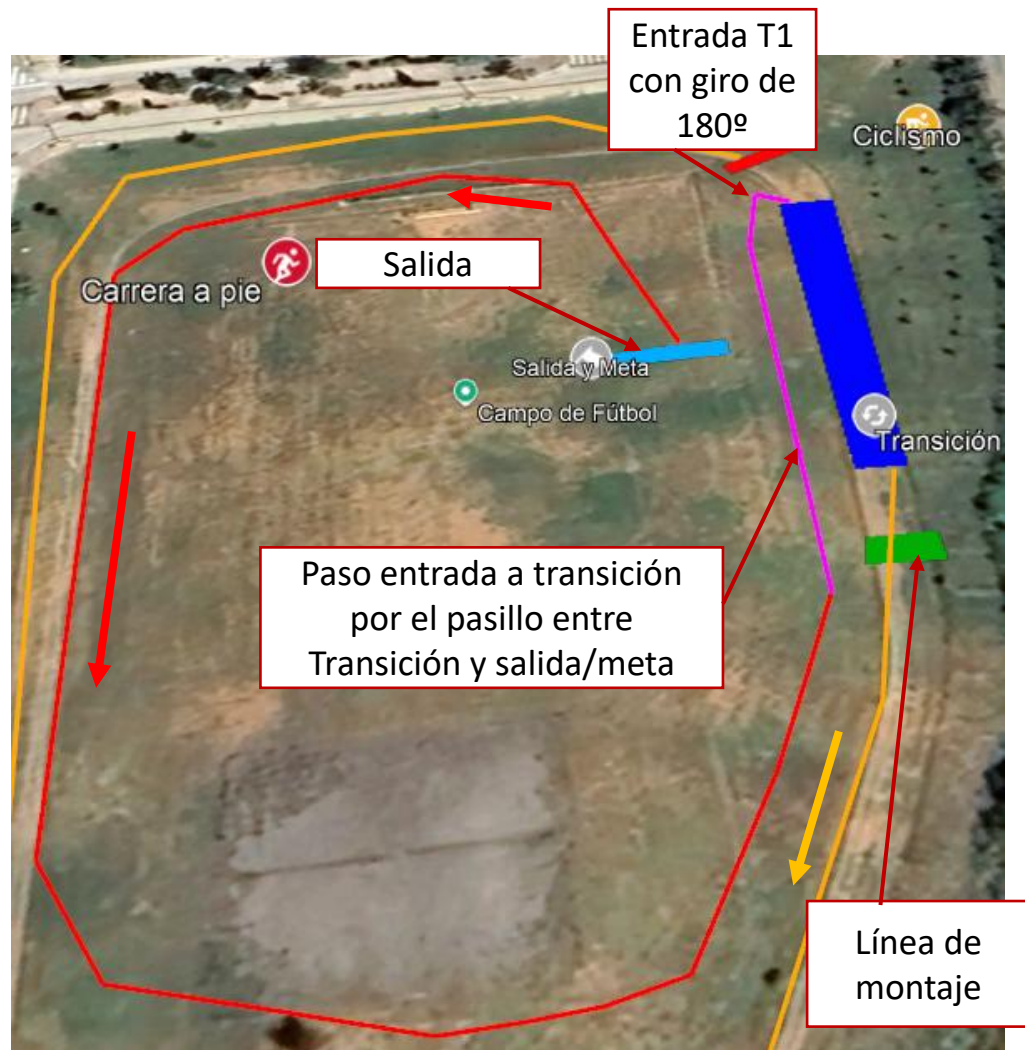 Entrada T1
con giro de
180º
Ciclismo
Salida
Carrera a pie
Salida y Meta
Campo de Fútbol
Transición
Paso entrada a transición
por el pasillo entre
Transición y salida/meta
Línea de
montaje